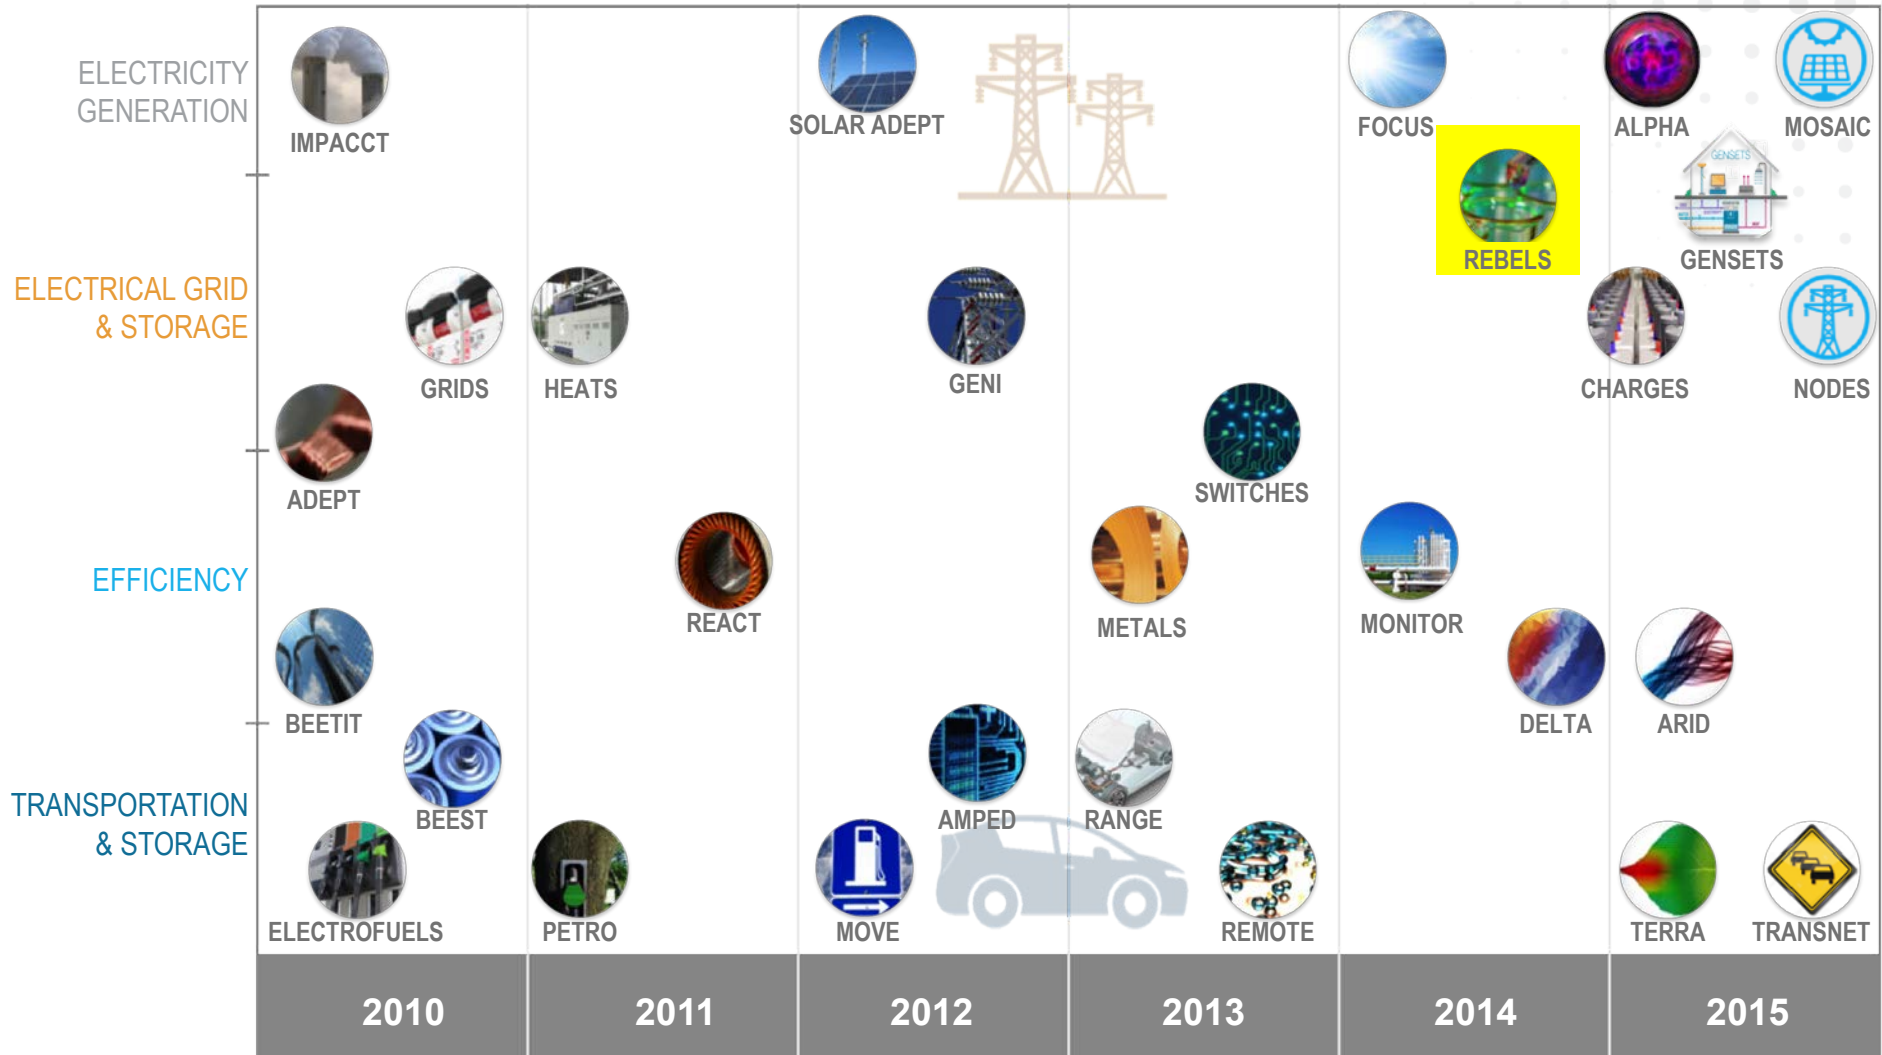 ELECTRICITY
GENERATION
IMPACCT
SOLAR ADEPT
FOCUS
ALPHA
MOSAIC
REBELS
GENSETS
GENSETS
ELECTRICAL GRID
& STORAGE
GRIDS
HEATS
GENI
CHARGES
NODES
ADEPT
SWITCHES
EFFICIENCY
REACT
METALS
MONITOR
BEETIT
DELTA
ARID
TRANSPORTATION
& STORAGE
BEEST
AMPED
RANGE
ELECTROFUELS
PETRO
MOVE
REMOTE
TERRA
TRANSNET
2010
2011
2012
2013
2014
2015